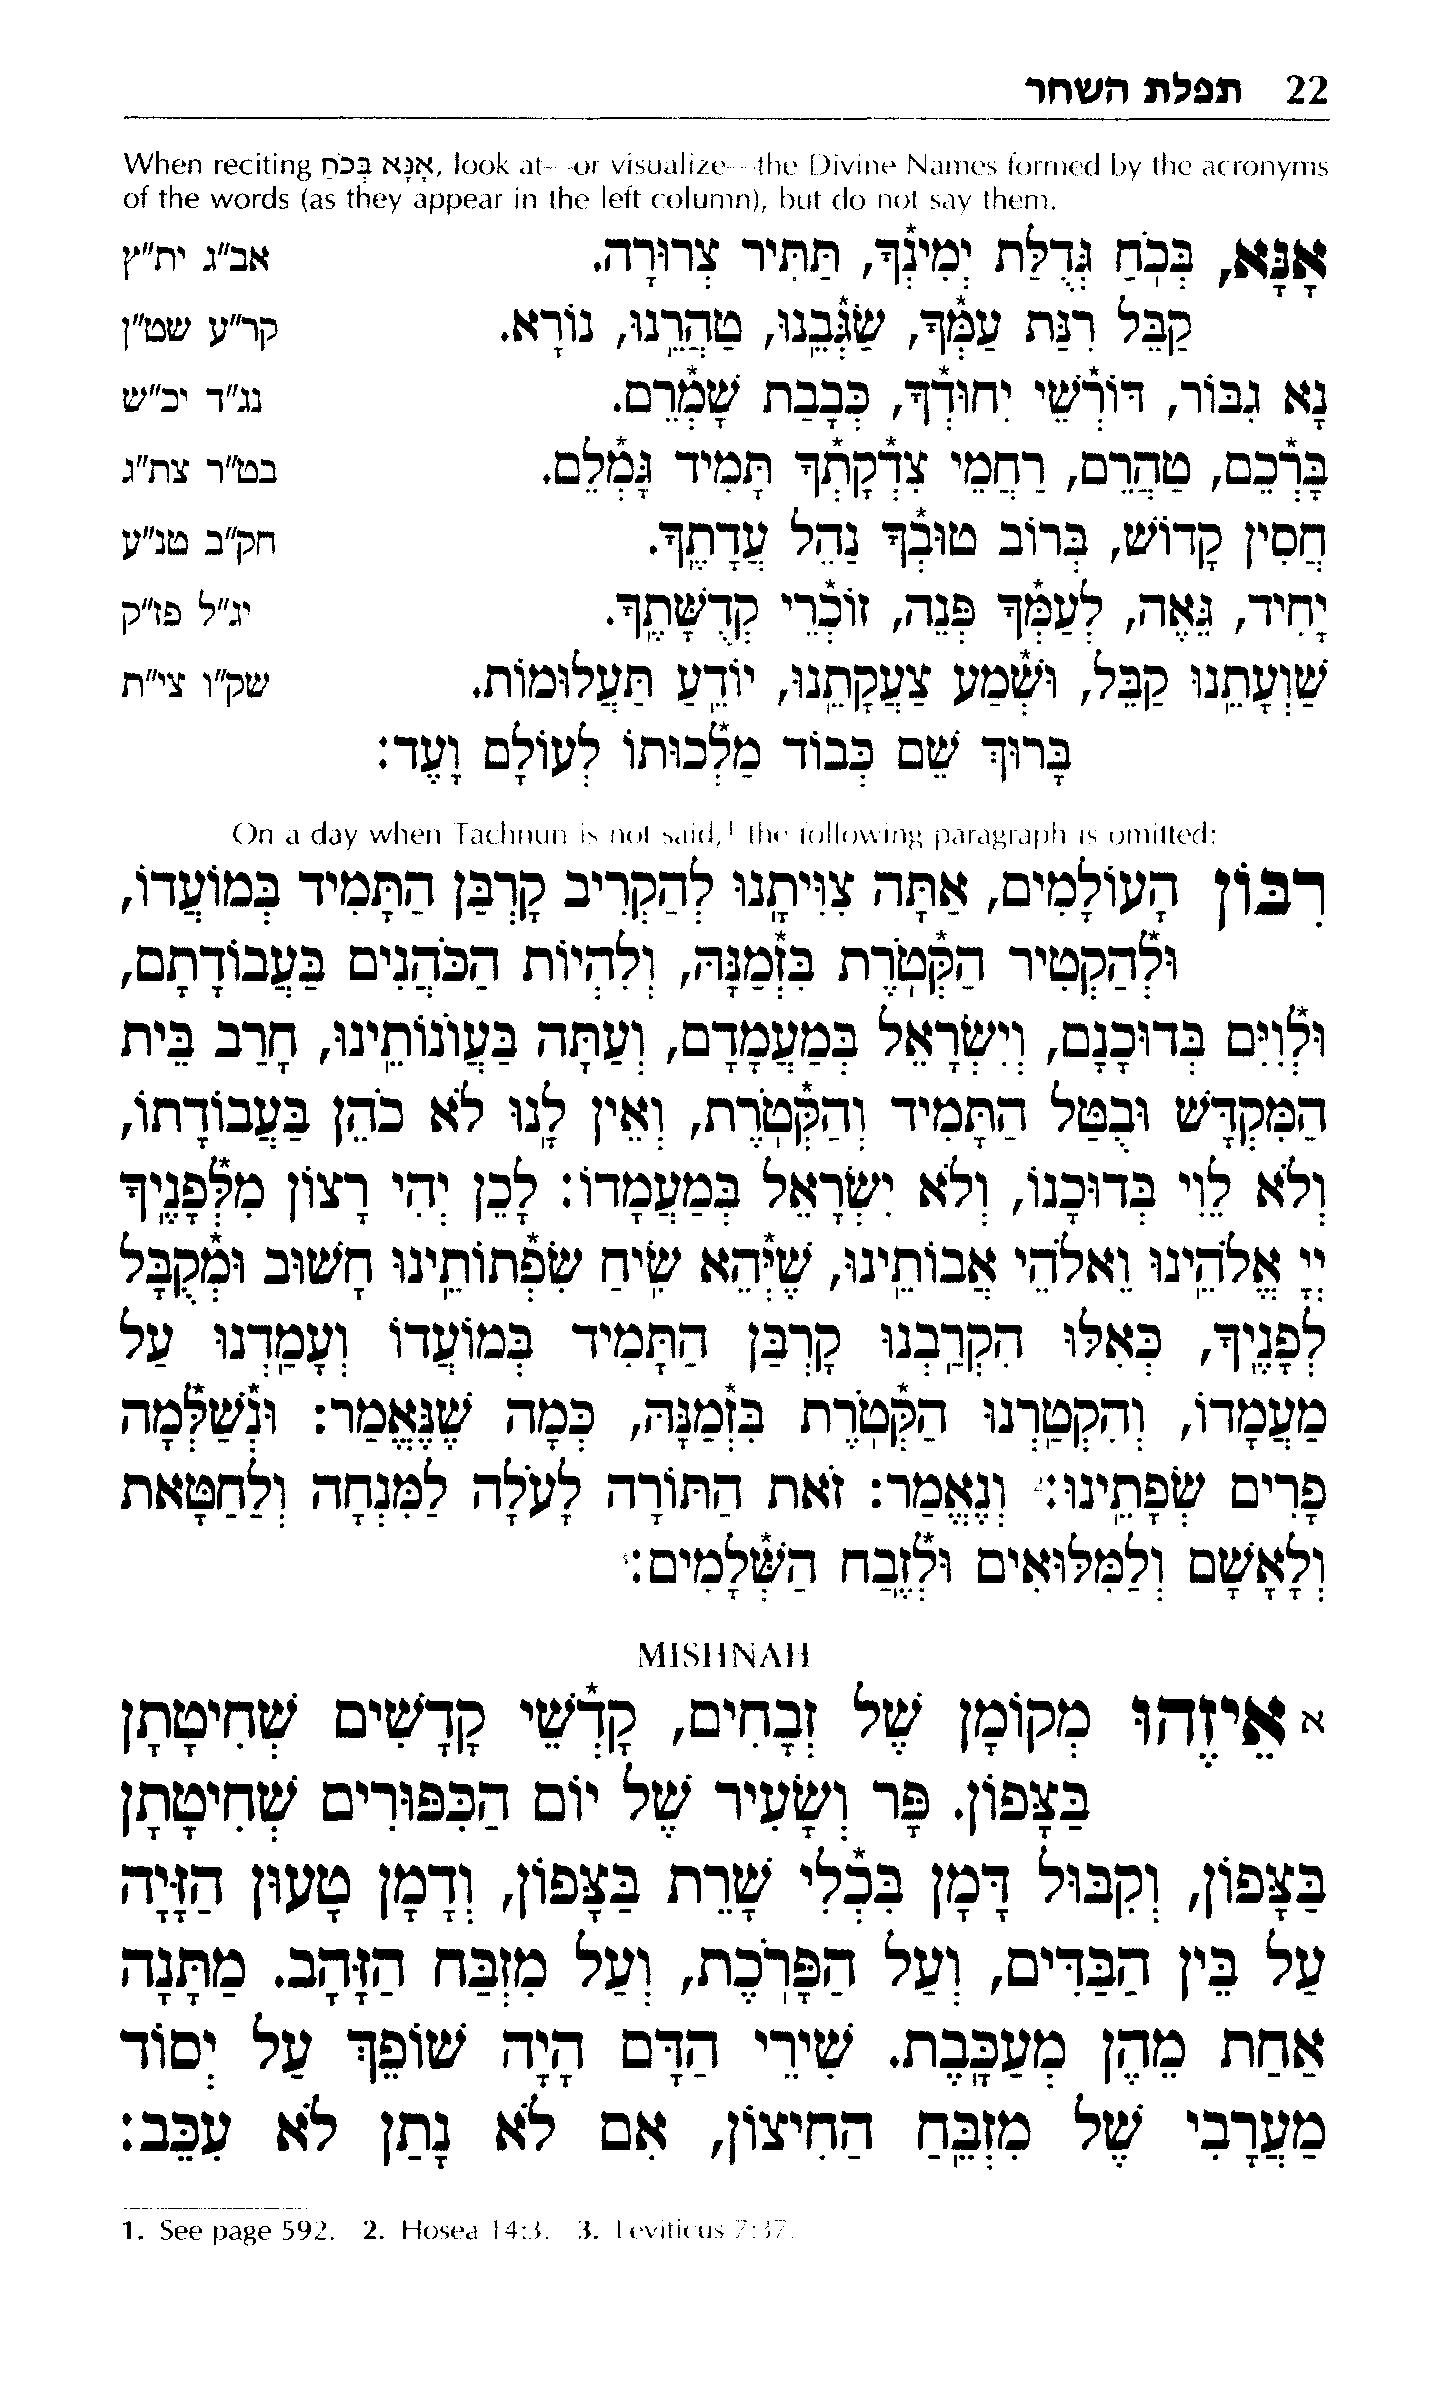 22 תפלת השחר
When reciting אָנָּא בְּכֹחַ, look at—or visualize—the Divine Names formed by the acronyms
of the words (as they appear in the left column), but do not say them.
אָנָּא, בְּכֹחַ גְּדֻלַּת יְמִינְךָ, תַּתִּיר צְרוּרָה. אב"ג ית"ץ
קַבֵּל רִנַּת עַמְּךָ, שַׂגְּבֵנוּ, טַהֲרֵנוּ, נוֹרָא. קר"ע שט"ן
נָא גִבּוֹר, דּוֹרְשֵׁי יִחוּדְךָ, כְּבָבַת שָׁמְרֵם. נג"ד יכ"ש
בָּרְכֵם, טַהֲרֵם, רַחֲמֵי צִדְקָתְךָ תָּמִיד גָּמְלֵם. בט"ר צת"ג
חֲסִין קָדוֹשׁ, בְּרוֹב טוּבְךָ נַהֵל עֲדָתֶךָ. חק"ב טנ"ע
יָחִיד, גֵּאֶה, לְעַמְּךָ פְּנֵה, זוֹכְרֵי קְדֻשָּׁתֶךָ. יג"ל פז"ק
שַׁוְעָתֵנוּ קַבֵּל, וּשְׁמַע צַעֲקָתֵנוּ, יוֹדֵעַ תַּעֲלוּמוֹת. שק"ו צי"ת
בָּרוּךְ שֵׁם כְּבוֹד מַלְכוּתוֹ לְעוֹלָם וָעֶד:
On a day when Tachnun is not said,¹ the following paragraph is omitted:
רִבּוֹן הָעוֹלָמִים, אַתָּה צִוִּיתָנוּ לְהַקְרִיב קָרְבַּן הַתָּמִיד בְּמוֹעֲדוֹ,
וּלְהַקְטִיר הַקְּטֹרֶת בִּזְמַנָּהּ, וְלִהְיוֹת הַכֹּהֲנִים בַּעֲבוֹדָתָם,
וּלְוִיִּם בְּדוּכָנָם, וְיִשְׂרָאֵל בְּמַעֲמָדָם, וְעַתָּה בַּעֲוֹנוֹתֵינוּ, חָרַב בֵּית
הַמִּקְדָּשׁ וּבֻטַּל הַתָּמִיד וְהַקְּטֹרֶת, וְאֵין לָנוּ לֹא כֹהֵן בַּעֲבוֹדָתוֹ,
וְלֹא לֵוִי בְּדוּכָנוֹ, וְלֹא יִשְׂרָאֵל בְּמַעֲמָדוֹ: לָכֵן יְהִי רָצוֹן מִלְּפָנֶיךָ
יְיָ אֱלֹהֵינוּ וֵאלֹהֵי אֲבוֹתֵינוּ, שֶׁיְּהֵא שִׂיחַ שִׂפְתוֹתֵינוּ חָשׁוּב וּמְקֻבָּל
לְפָנֶיךָ, כְּאִלּוּ הִקְרַבְנוּ קָרְבַּן הַתָּמִיד בְּמוֹעֲדוֹ וְעָמַדְנוּ עַל
מַעֲמָדוֹ, וְהִקְטַרְנוּ הַקְּטֹרֶת בִּזְמַנָּהּ, כְּמָה שֶׁנֶּאֱמַר: וּנְשַׁלְּמָה
פָרִים שְׂפָתֵינוּ:² וְנֶאֱמַר: זֹאת הַתּוֹרָה לָעֹלָה לַמִּנְחָה וְלַחַטָּאת
וְלָאָשָׁם וְלַמִּלּוּאִים וּלְזֶבַח הַשְּׁלָמִים:³
MISHNAH
א אֵיזֶהוּ מְקוֹמָן שֶׁל זְבָחִים, קָדְשֵׁי קָדָשִׁים שְׁחִיטָתָן
בַּצָּפוֹן. פָּר וְשָׂעִיר שֶׁל יוֹם הַכִּפּוּרִים שְׁחִיטָתָן
בַּצָּפוֹן, וְקִבּוּל דָּמָן בִּכְלִי שָׁרֵת בַּצָּפוֹן, וְדָמָן טָעוּן הַזָּיָה
עַל בֵּין הַבַּדִּים, וְעַל הַפָּרֹכֶת, וְעַל מִזְבַּח הַזָּהָב. מַתָּנָה
אַחַת מֵהֶן מְעַכָּבֶת. שִׁירֵי הַדָּם הָיָה שׁוֹפֵךְ עַל יְסוֹד
מַעֲרָבִי שֶׁל מִזְבֵּחַ הַחִיצוֹן, אִם לֹא נָתַן לֹא עִכֵּב:
1. See page 592. 2. Hosea 14:3. 3. Leviticus 7:37.